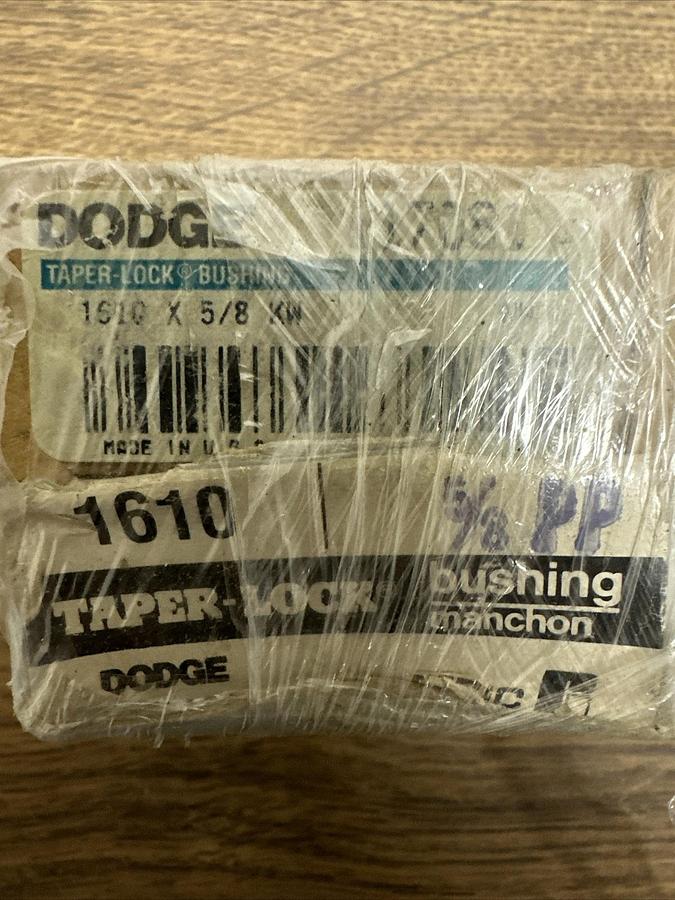 DODGE
TAPER-LOCK® BUSHING
1610 X 5/8 KW
MADE IN U S
1610 5/8 PP
TAPER-LOCK® bushing
manchon
DODGE